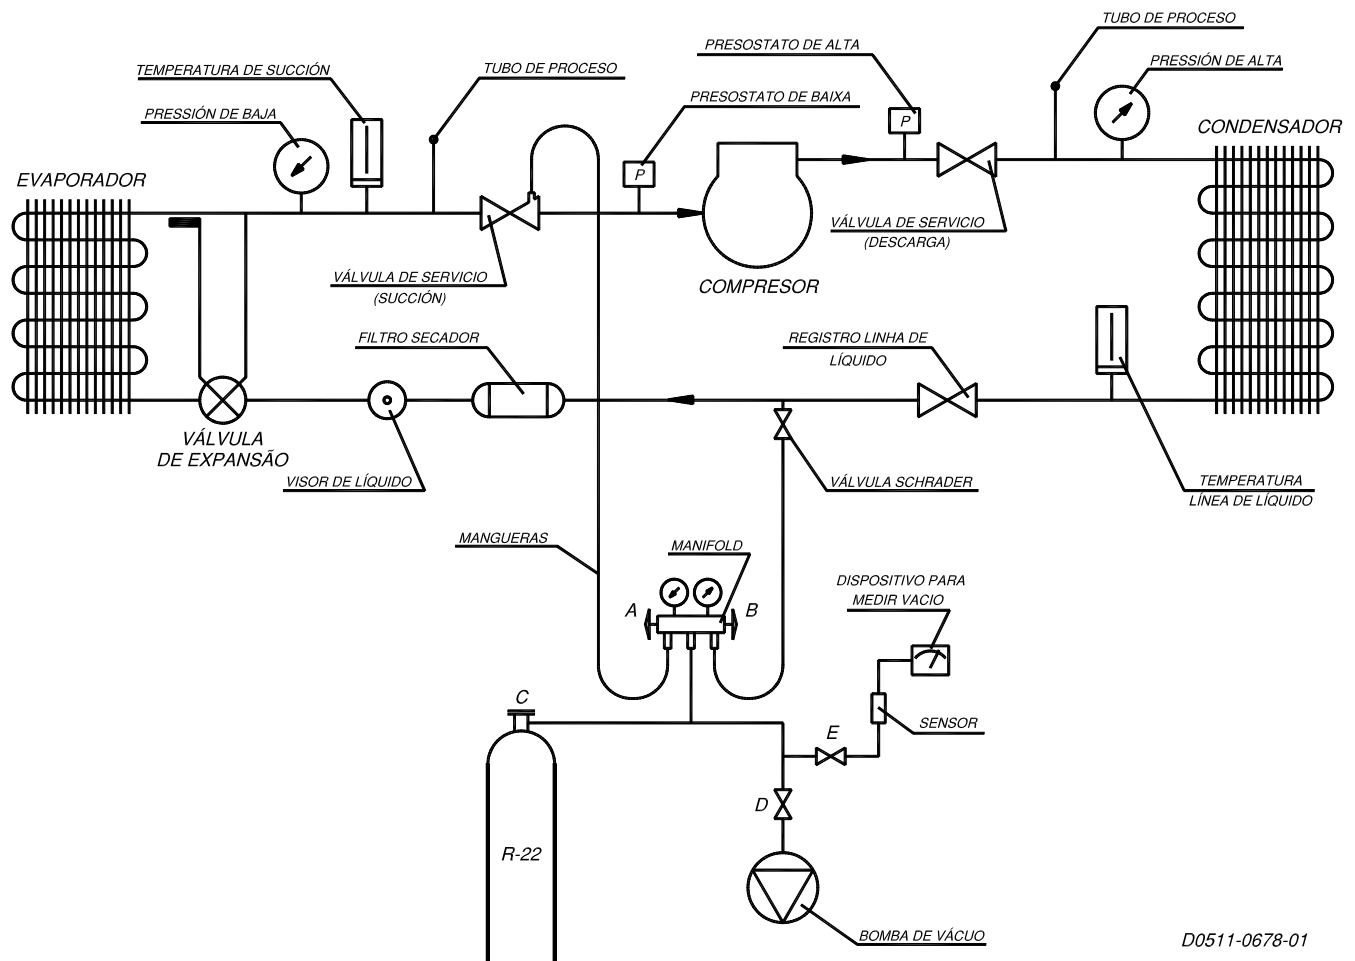 TUBO DE PROCESO
PRESOSTATO DE ALTA
PRESSIÓN DE ALTA
TEMPERATURA DE SUCCIÓN
TUBO DE PROCESO
PRESOSTATO DE BAIXA
PRESSIÓN DE BAJA
P
CONDENSADOR
EVAPORADOR
P
VÁLVULA DE SERVICIO
(DESCARGA)
VÁLVULA DE SERVICIO
(SUCCIÓN)
COMPRESOR
FILTRO SECADOR
REGISTRO LINHA DE
LÍQUIDO
VÁLVULA
DE EXPANSÃO
VISOR DE LÍQUIDO
VÁLVULA SCHRADER
TEMPERATURA
LÍNEA DE LÍQUIDO
MANGUERAS
MANIFOLD
DISPOSITIVO PARA
MEDIR VACIO
A
B
C
SENSOR
E
D
R-22
BOMBA DE VÁCUO
D0511-0678-01